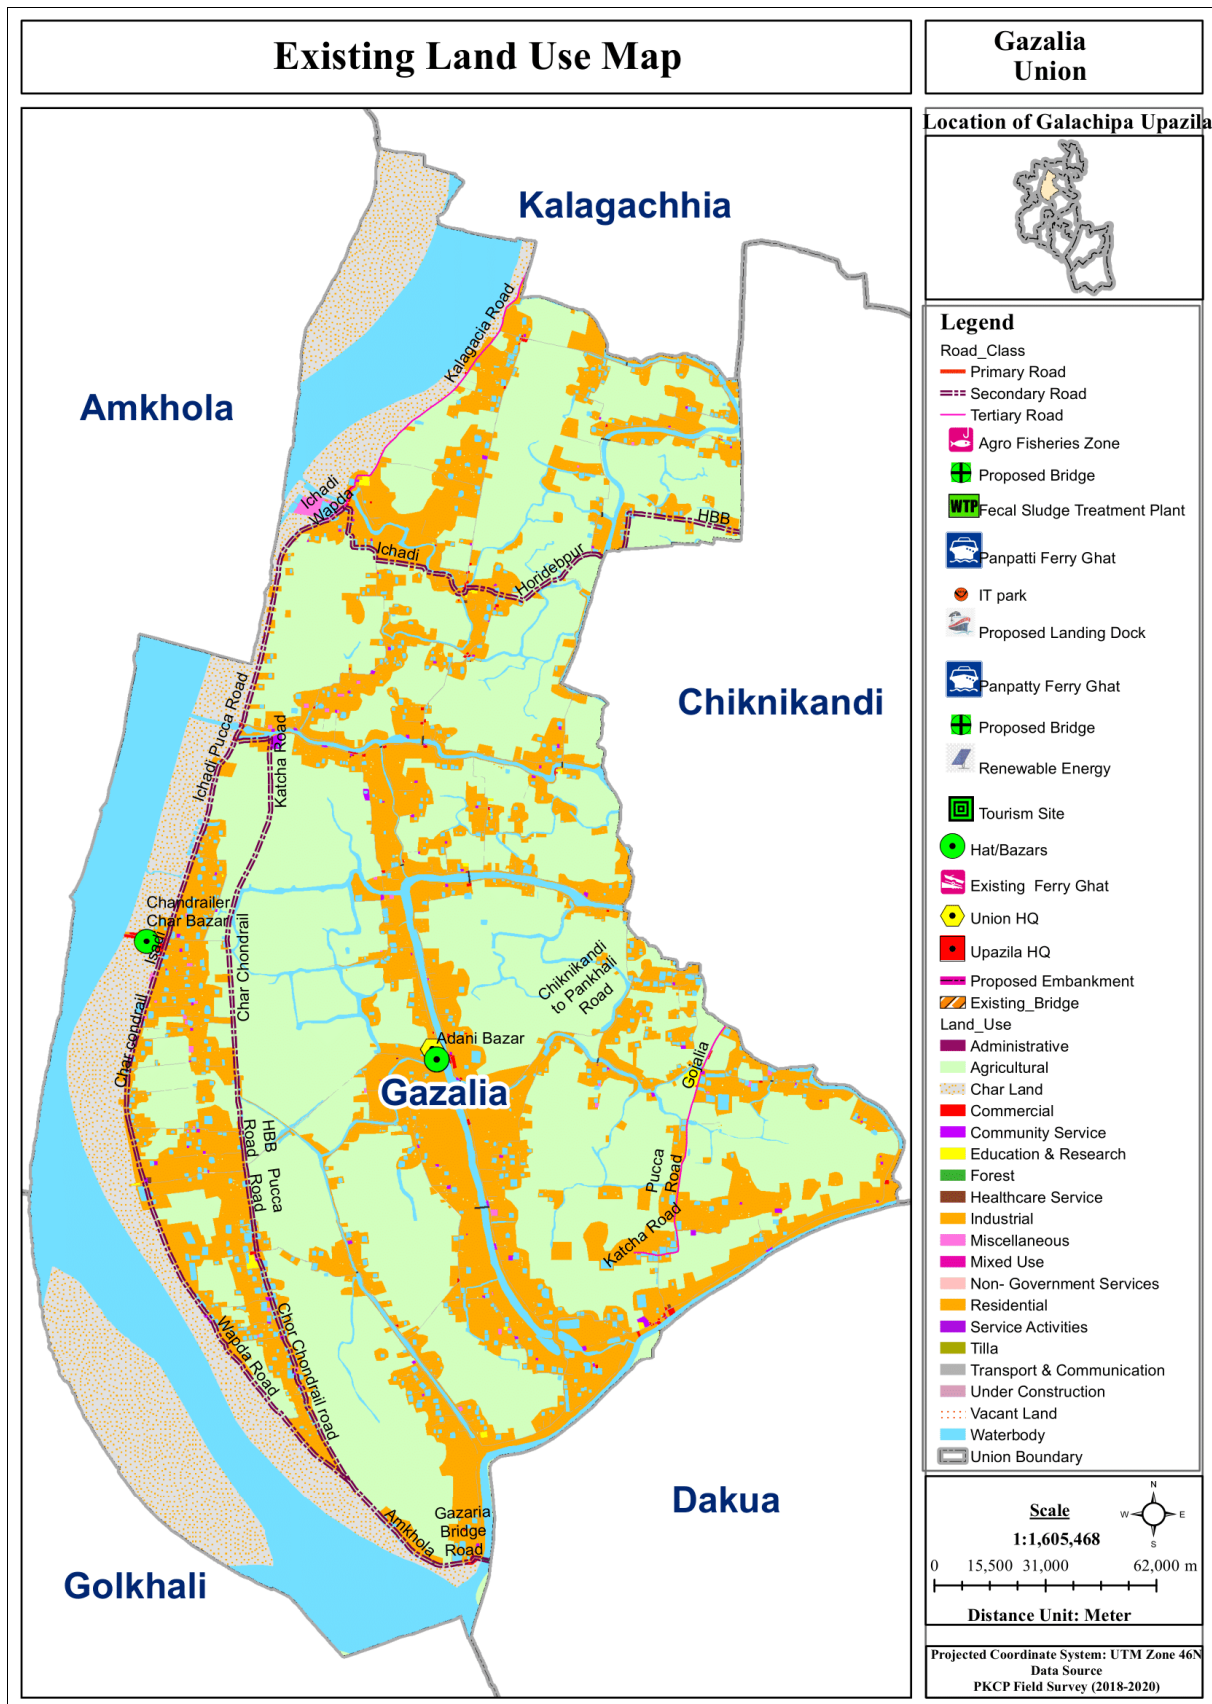 Existing Land Use Map
Gazalia
Union
Location of Galachipa Upazila
Kalagachhia
Amkhola
Chiknikandi
Gazalia
Dakua
Golkhali
Kalagacia Road
Ichadi
Wapda
Ichadi
Horidebpur
HBB
Ichadi Pucca Road
Katcha Road
Chandrailer
Char Bazar
Isadi
Char Chondrail
Char condrail
Chiknikandi
to Pankhali
Road
Adani Bazar
Gojalia
Pucca
Road
Katcha Road
HBB
Road
Pucca
Road
Wapda Road
Chor Chondrail road
Amkhola
Gazaria
Bridge
Road
Legend
Road_Class
Primary Road
Secondary Road
Tertiary Road
Agro Fisheries Zone
Proposed Bridge
WTP
Fecal Sludge Treatment Plant
Panpatti Ferry Ghat
IT park
Proposed Landing Dock
Panpatty Ferry Ghat
Proposed Bridge
Renewable Energy
Tourism Site
Hat/Bazars
Existing Ferry Ghat
Union HQ
Upazila HQ
Proposed Embankment
Existing_Bridge
Land_Use
Administrative
Agricultural
Char Land
Commercial
Community Service
Education & Research
Forest
Healthcare Service
Industrial
Miscellaneous
Mixed Use
Non- Government Services
Residential
Service Activities
Tilla
Transport & Communication
Under Construction
Vacant Land
Waterbody
Union Boundary
Scale
1:1,605,468
N
W E
S
0 15,500 31,000 62,000 m
Distance Unit: Meter
Projected Coordinate System: UTM Zone 46N
Data Source
PKCP Field Survey (2018-2020)